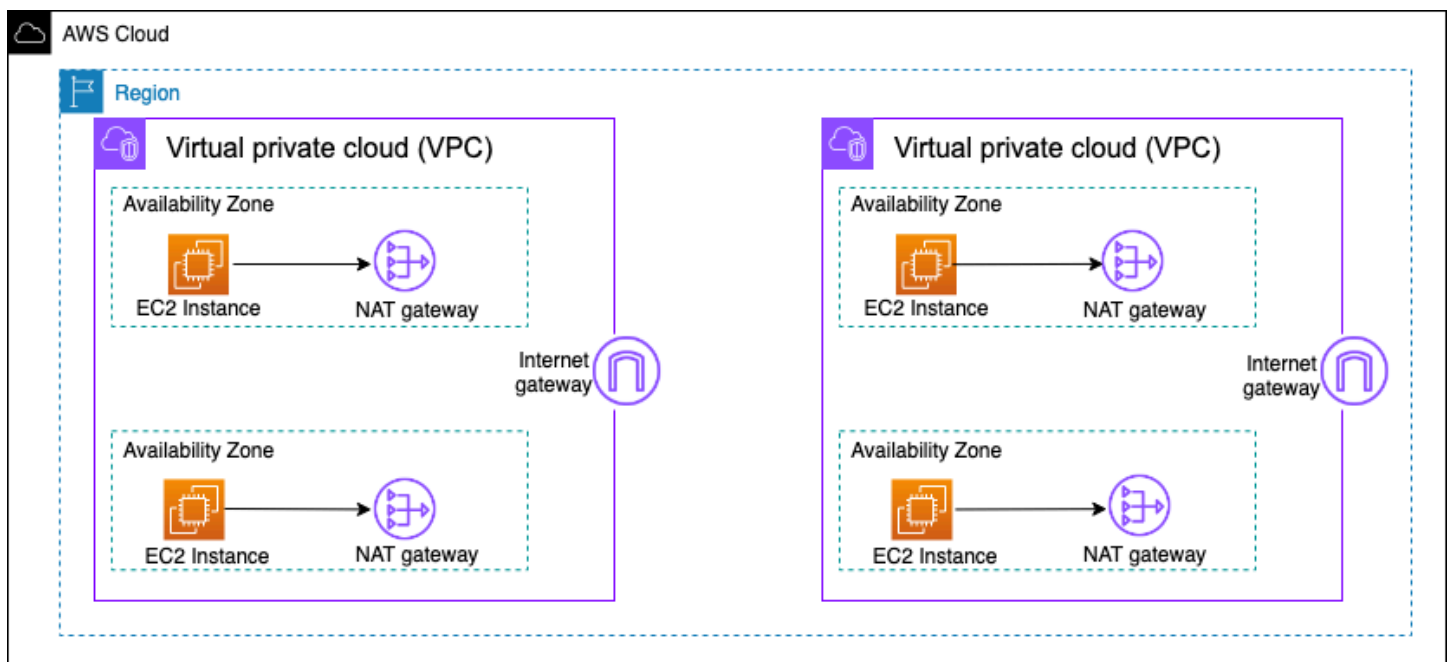 AWS Cloud
Region
Virtual private cloud (VPC)
Availability Zone
EC2 Instance
NAT gateway
Internet
gateway
Availability Zone
EC2 Instance
NAT gateway
Virtual private cloud (VPC)
Availability Zone
EC2 Instance
NAT gateway
Internet
gateway
Availability Zone
EC2 Instance
NAT gateway